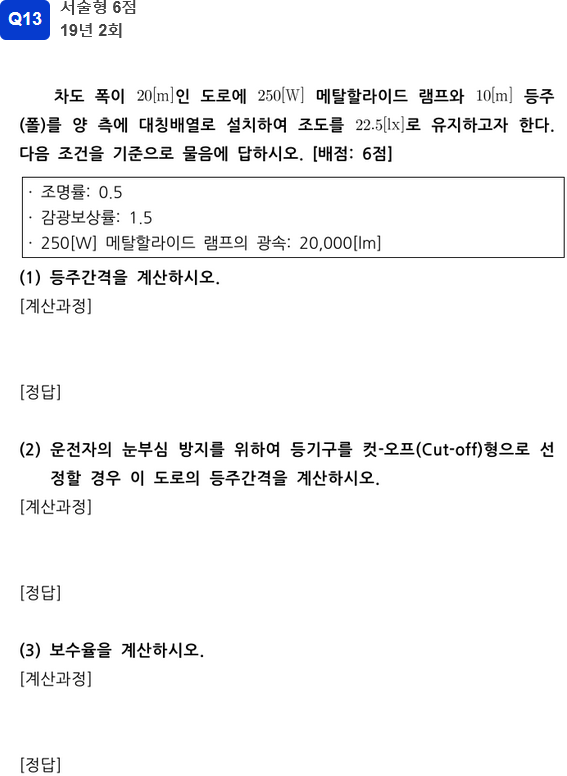 Q13
서술형 6점
19년 2회
차도 폭이 20[m]인 도로에 250[W] 메탈할라이드 램프와 10[m] 등주
(폴)를 양 측에 대칭배열로 설치하여 조도를 22.5[lx]로 유지하고자 한다.
다음 조건을 기준으로 물음에 답하시오. [배점: 6점]
· 조명률: 0.5
· 감광보상률: 1.5
· 250[W] 메탈할라이드 램프의 광속: 20,000[lm]
(1) 등주간격을 계산하시오.
[계산과정]
[정답]
(2) 운전자의 눈부심 방지를 위하여 등기구를 컷-오프(Cut-off)형으로 선
정할 경우 이 도로의 등주간격을 계산하시오.
[계산과정]
[정답]
(3) 보수율을 계산하시오.
[계산과정]
[정답]